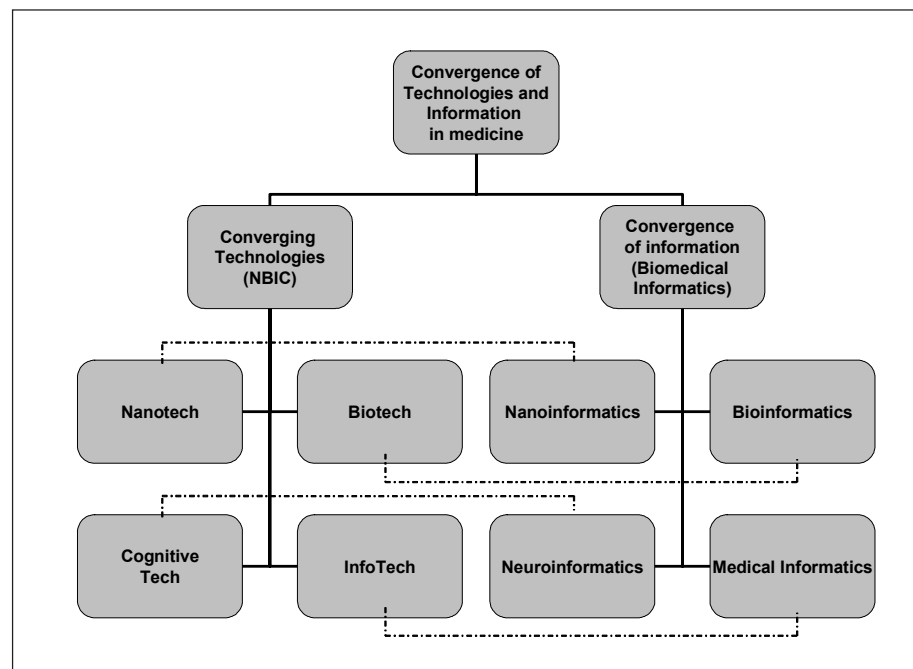 Convergence of
Technologies and
Information
in medicine
Converging
Technologies
(NBIC)
Convergence
of information
(Biomedical
Informatics)
Nanotech
Biotech
Nanoinformatics
Bioinformatics
Cognitive
Tech
InfoTech
Neuroinformatics
Medical Informatics